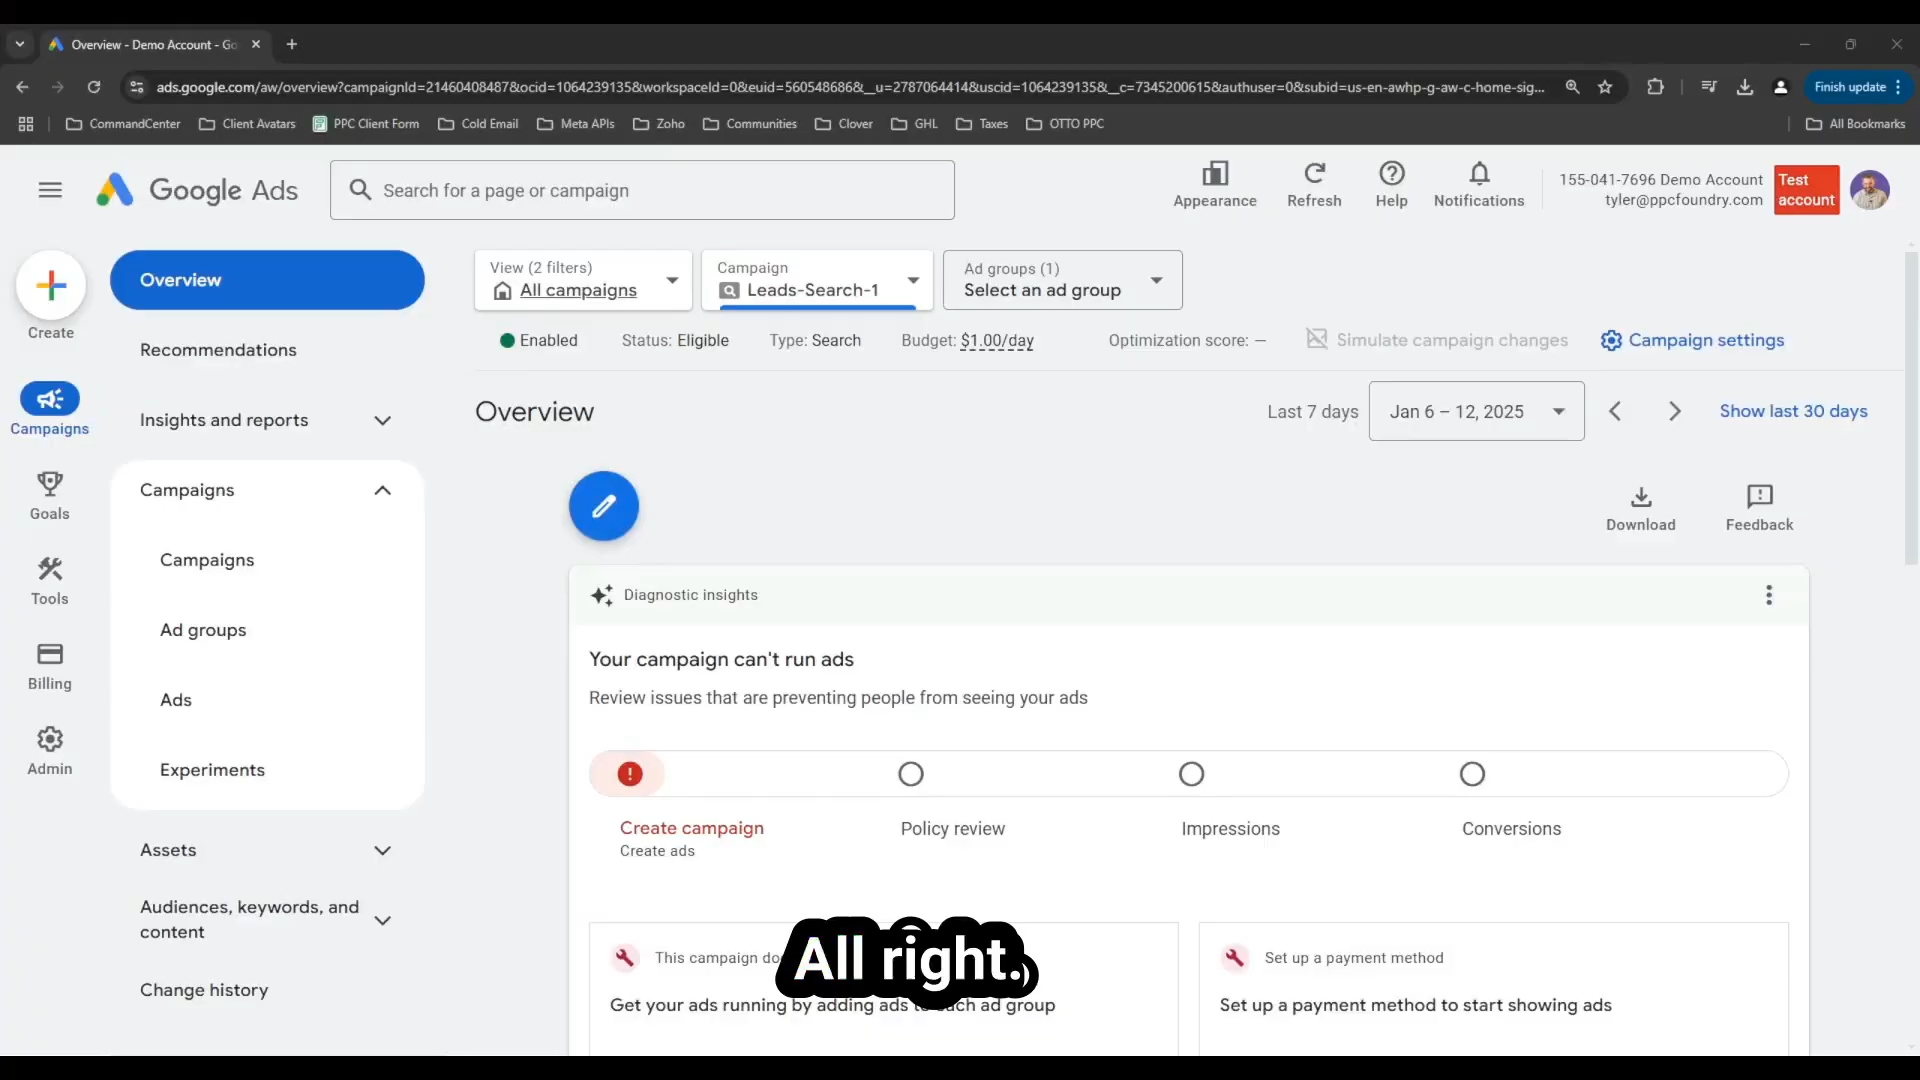 Overview - Demo Account - Go
ads.google.com/aw/overview?campaignId=21460408487&ocid=1064239135&workspaceId=0&euid=560548686&__u=2787064414&uscid=1064239135&__c=7345200615&authuser=0&subid=us-en-awhp-g-aw-c-home-sig...
Finish update
CommandCenter
Client Avatars
PPC Client Form
Cold Email
Meta APIs
Zoho
Communities
Clover
GHL
Taxes
OTTO PPC
All Bookmarks
Google Ads
Search for a page or campaign
Appearance
Refresh
Help
Notifications
155-041-7696 Demo Account
tyler@ppcfoundry.com
Test
account
Create
Campaigns
Goals
Tools
Billing
Admin
Overview
Recommendations
Insights and reports
Campaigns
Campaigns
Ad groups
Ads
Experiments
Assets
Audiences, keywords, and
content
Change history
View (2 filters)
All campaigns
Campaign
Leads-Search-1
Ad groups (1)
Select an ad group
Enabled
Status: Eligible
Type: Search
Budget: $1.00/day
Optimization score: —
Simulate campaign changes
Campaign settings
Overview
Last 7 days
Jan 6 – 12, 2025
Show last 30 days
Download
Feedback
Diagnostic insights
Your campaign can't run ads
Review issues that are preventing people from seeing your ads
Create campaign
Create ads
Policy review
Impressions
Conversions
This campaign
Get your ads running by adding ads to each ad group
Set up a payment method
Set up a payment method to start showing ads
All right.